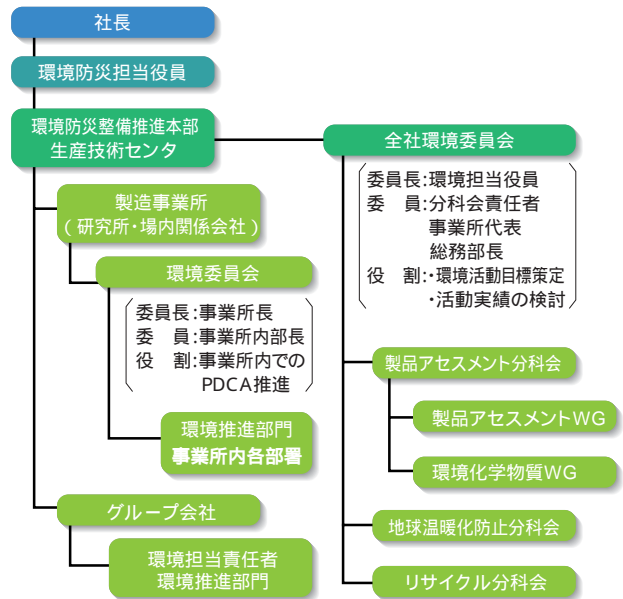 社長
環境防災担当役員
環境防災整備推進本部
生産技術センタ
製造事業所
（研究所・場内関係会社）
環境委員会
委員長:事業所長
委　員:事業所内部長
役　割:事業所内での
PDCA推進
環境推進部門
事業所内各部署
グループ会社
環境担当責任者
環境推進部門
全社環境委員会
委員長:環境担当役員
委　員:分科会責任者
事業所代表
総務部長
役　割:・環境活動目標策定
・活動実績の検討
製品アセスメント分科会
製品アセスメントWG
環境化学物質WG
地球温暖化防止分科会
リサイクル分科会